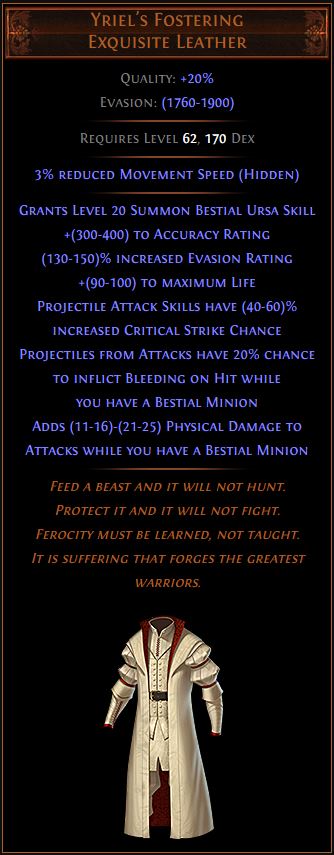 Yriel's Fostering
Exquisite Leather
Quality: +20%
Evasion: (1760-1900)
Requires Level 62, 170 Dex
3% reduced Movement Speed (Hidden)
Grants Level 20 Summon Bestial Ursa Skill
+(300-400) to Accuracy Rating
(130-150)% increased Evasion Rating
+(90-100) to maximum Life
Projectile Attack Skills have (40-60)%
increased Critical Strike Chance
Projectiles from Attacks have 20% chance
to inflict Bleeding on Hit while
you have a Bestial Minion
Adds (11-16)-(21-25) Physical Damage to
Attacks while you have a Bestial Minion
Feed a beast and it will not hunt.
Protect it and it will not fight.
Ferocity must be learned, not taught.
It is suffering that forges the greatest
warriors.